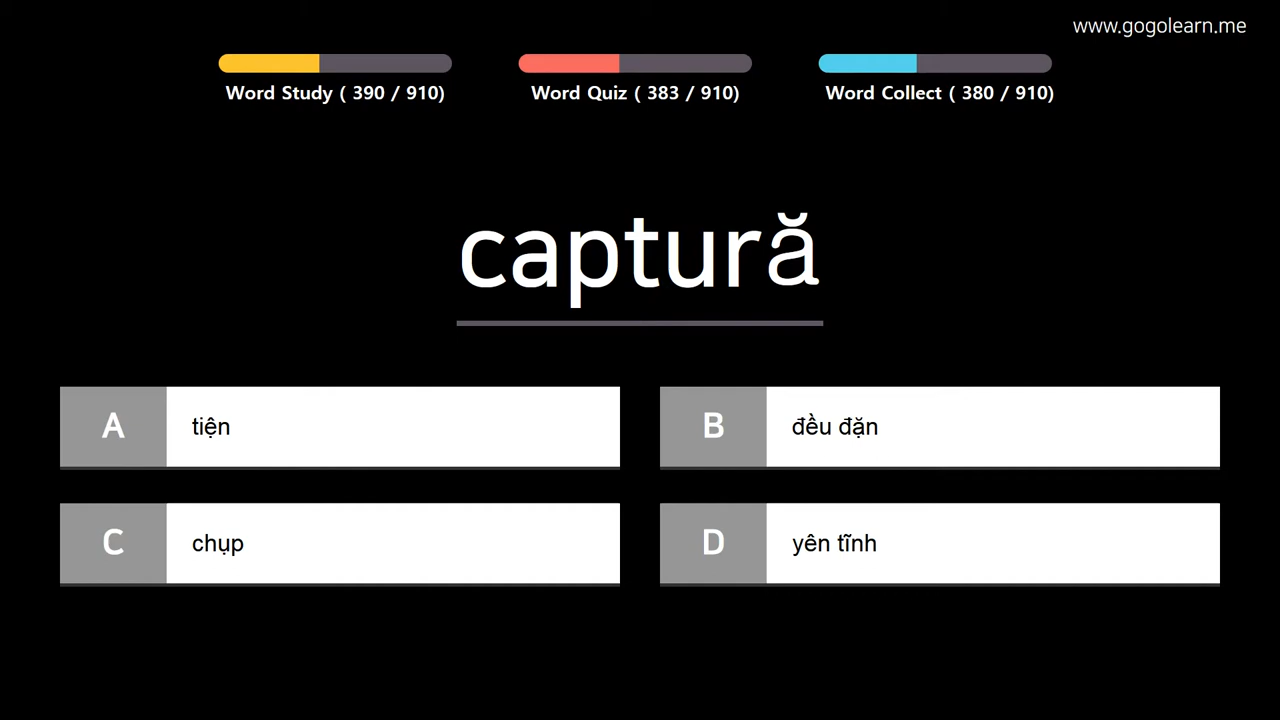 www.gogolearn.me
Word Study ( 390 / 910)
Word Quiz ( 383 / 910)
Word Collect ( 380 / 910)
captură
A tiện
B đều đặn
C chụp
D yên tĩnh